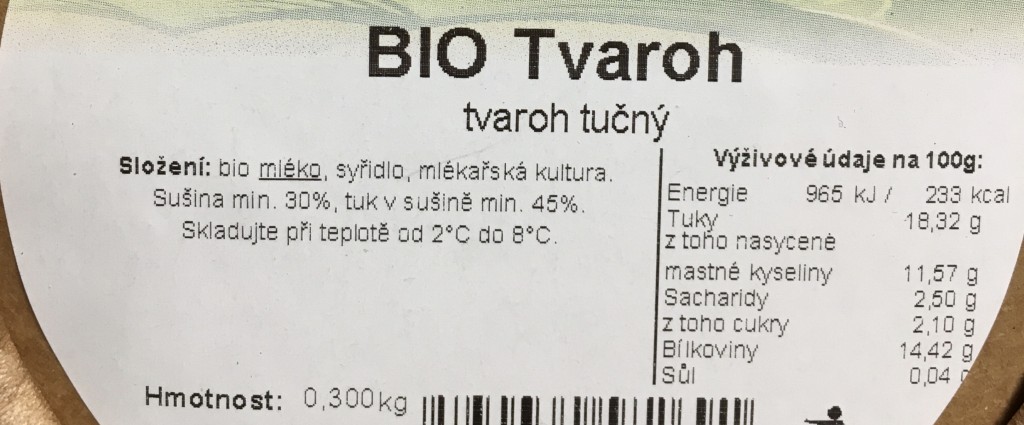 BIO Tvaroh
tvaroh tučný
Složení: bio mléko, syřidlo, mlékařská kultura.
Sušina min. 30%, tuk v sušině min. 45%.
Skladujte při teplotě od 2°C do 8°C.
Výživové údaje na 100g:
Energie 965 kJ / 233 kcal
Tuky 18,32 g
z toho nasycené
mastné kyseliny 11,57 g
Sacharidy 2,50 g
z toho cukry 2,10 g
Bílkoviny 14,42 g
Sůl 0,04 g
Hmotnost: 0,300kg